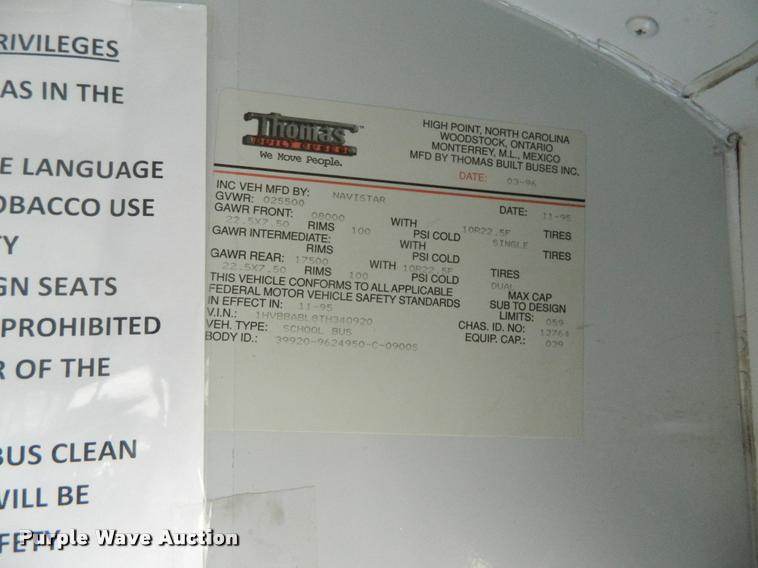 RIVILEGES
AS IN THE
E LANGUAGE
OBACCO USE
TY
GN SEATS
PROHIBITED
R OF THE
BUS CLEAN
WILL BE
FETY
Thomas
BUILT BUSES
We Move People.
HIGH POINT, NORTH CAROLINA
WOODSTOCK, ONTARIO
MONTERREY, M.L., MEXICO
MFD BY THOMAS BUILT BUSES INC.
DATE: 03-96
INC VEH MFD BY: NAVISTAR DATE: 11-95
GVWR: 025500
GAWR FRONT: 08000 WITH 10R22.5F TIRES
22.5X7.50 RIMS 100 PSI COLD SINGLE
GAWR INTERMEDIATE: WITH TIRES
RIMS PSI COLD
GAWR REAR: 17500 WITH 10R22.5F TIRES
22.5X7.50 RIMS 100 PSI COLD DUAL
THIS VEHICLE CONFORMS TO ALL APPLICABLE MAX CAP
FEDERAL MOTOR VEHICLE SAFETY STANDARDS SUB TO DESIGN
IN EFFECT IN: 11-95 LIMITS: 059
V.I.N.: 1HVBBABL8TH340920 CHAS. ID. NO: 12764
VEH. TYPE: SCHOOL BUS EQUIP. CAP.: 039
BODY ID.: 39920-9624950-C-0900S
Purple Wave Auction